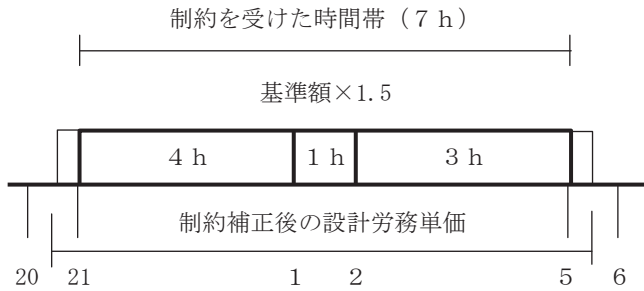 制約を受けた時間帯（７ｈ）
基準額×1.5
４ｈ １ｈ ３ｈ
制約補正後の設計労務単価
20 21 1 2 5 6